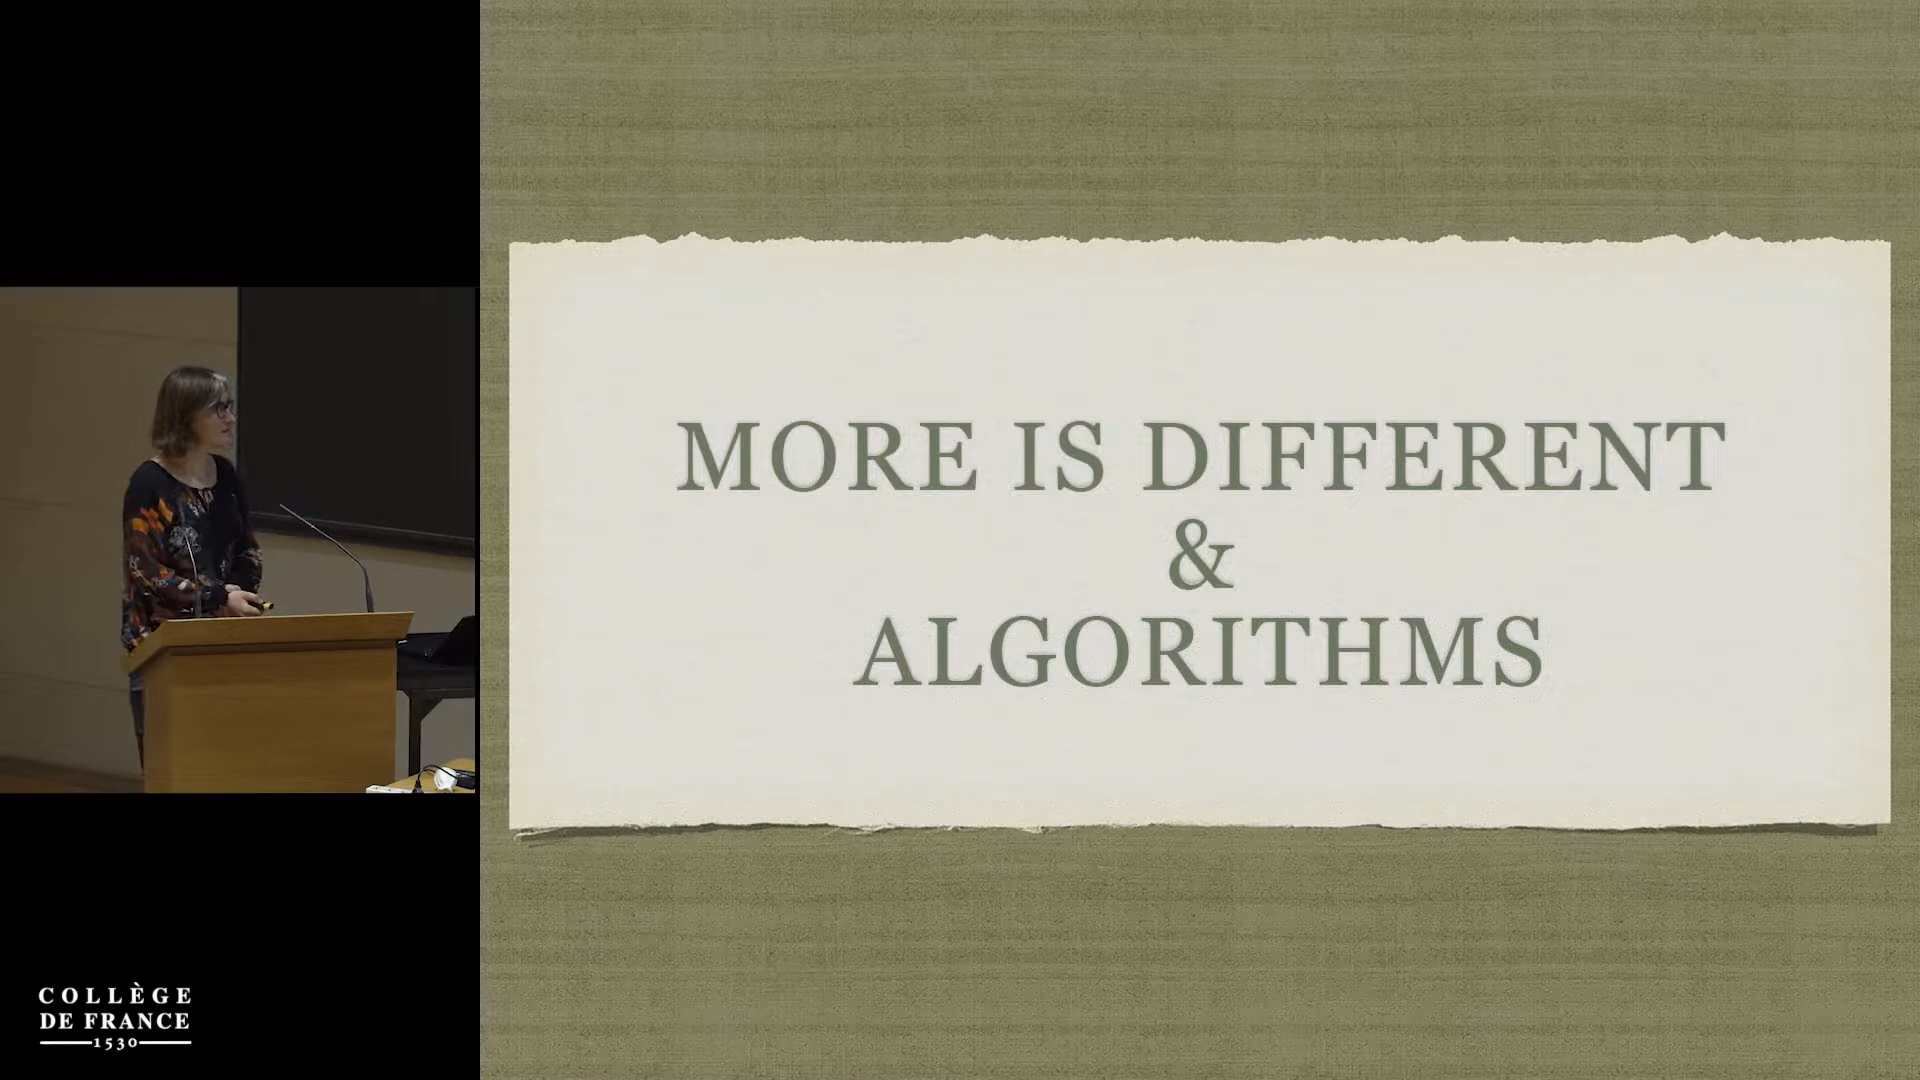 MORE IS DIFFERENT
&
ALGORITHMS
COLLÈGE
DE FRANCE
1530